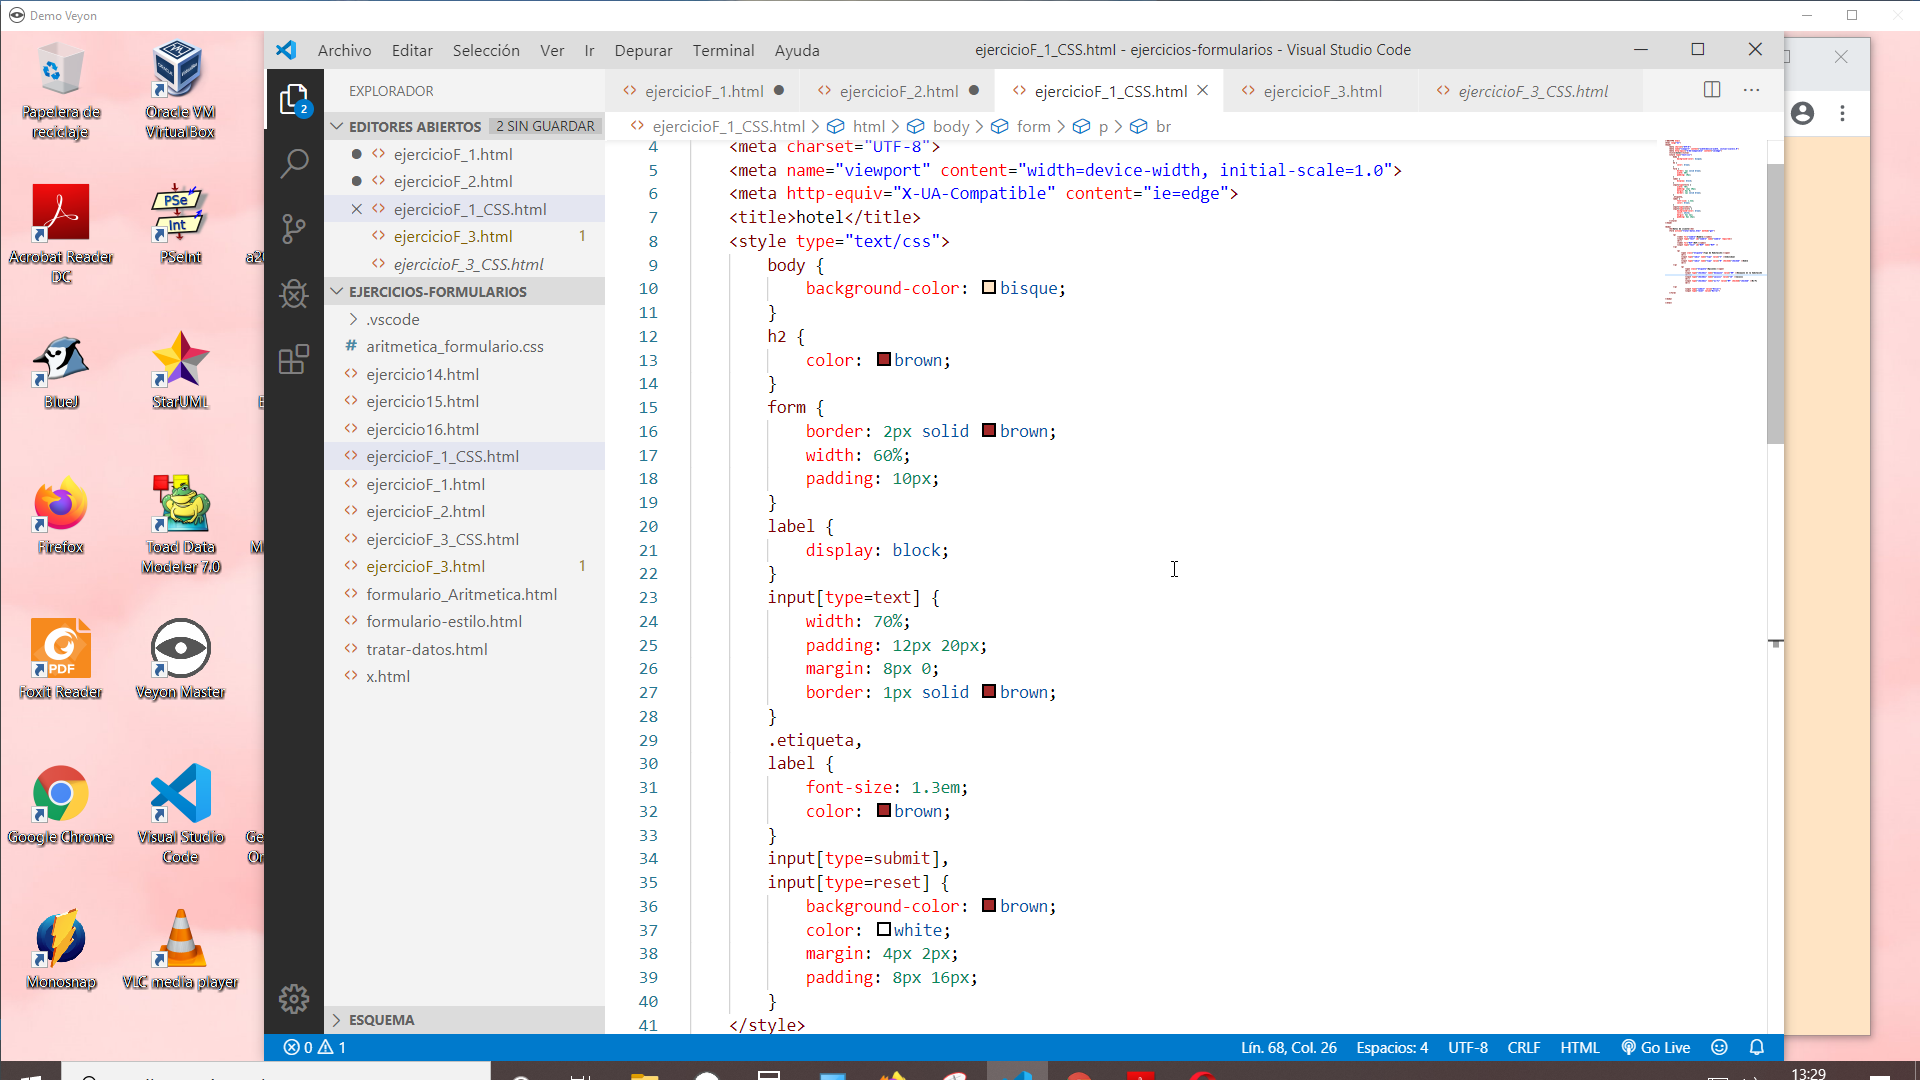 Demo Veyon
Papelera de
reciclaje
Oracle VM
VirtualBox
Acrobat Reader
DC
PSeInt
BlueJ
StarUML
Firefox
Toad Data
Modeler 7.0
Foxit Reader
Veyon Master
Google Chrome
Visual Studio
Code
Monosnap
VLC media player
Archivo Editar Selección Ver Ir Depurar Terminal Ayuda
ejercicioF_1_CSS.html - ejercicios-formularios - Visual Studio Code
2
EXPLORADOR
EDITORES ABIERTOS 2 SIN GUARDAR
ejercicioF_1.html
ejercicioF_2.html
ejercicioF_1_CSS.html
ejercicioF_3.html 1
ejercicioF_3_CSS.html
EJERCICIOS-FORMULARIOS
.vscode
# aritmetica_formulario.css
ejercicio14.html
ejercicio15.html
ejercicio16.html
ejercicioF_1_CSS.html
ejercicioF_1.html
ejercicioF_2.html
ejercicioF_3_CSS.html
ejercicioF_3.html 1
formulario_Aritmetica.html
formulario-estilo.html
tratar-datos.html
x.html
ESQUEMA
ejercicioF_1.html ejercicioF_2.html ejercicioF_1_CSS.html ejercicioF_3.html ejercicioF_3_CSS.html
ejercicioF_1_CSS.html > html > body > form > p > br
4 <meta charset="UTF-8">
5 <meta name="viewport" content="width=device-width, initial-scale=1.0">
6 <meta http-equiv="X-UA-Compatible" content="ie=edge">
7 <title>hotel</title>
8 <style type="text/css">
9 body {
10 background-color: bisque;
11 }
12 h2 {
13 color: brown;
14 }
15 form {
16 border: 2px solid brown;
17 width: 60%;
18 padding: 10px;
19 }
20 label {
21 display: block;
22 }
23 input[type=text] {
24 width: 70%;
25 padding: 12px 20px;
26 margin: 8px 0;
27 border: 1px solid brown;
28 }
29 .etiqueta,
30 label {
31 font-size: 1.3em;
32 color: brown;
33 }
34 input[type=submit],
35 input[type=reset] {
36 background-color: brown;
37 color: white;
38 margin: 4px 2px;
39 padding: 8px 16px;
40 }
41 </style>
0 1 Lín. 68, Col. 26 Espacios: 4 UTF-8 CRLF HTML Go Live
13:29